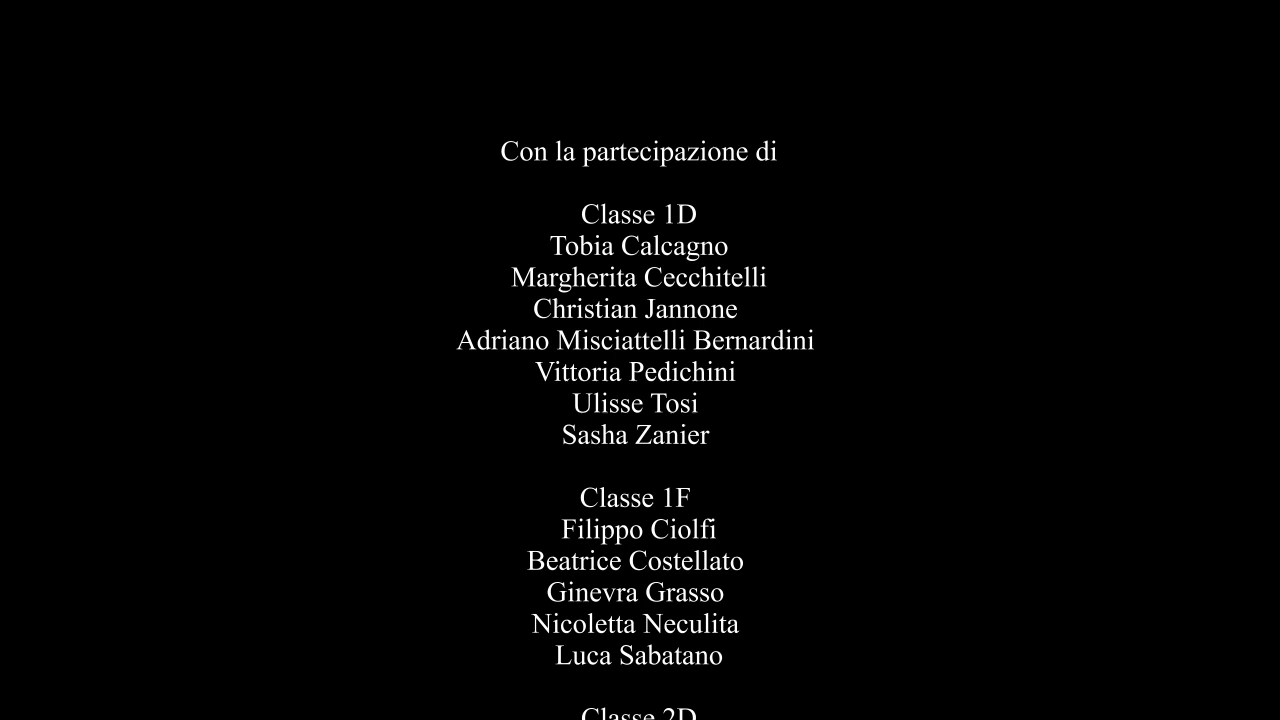 Con la partecipazione di
Classe 1D
Tobia Calcagno
Margherita Cecchitelli
Christian Jannone
Adriano Misciattelli Bernardini
Vittoria Pedichini
Ulisse Tosi
Sasha Zanier
Classe 1F
Filippo Ciolfi
Beatrice Costellato
Ginevra Grasso
Nicoletta Neculita
Luca Sabatano
Classe 2D